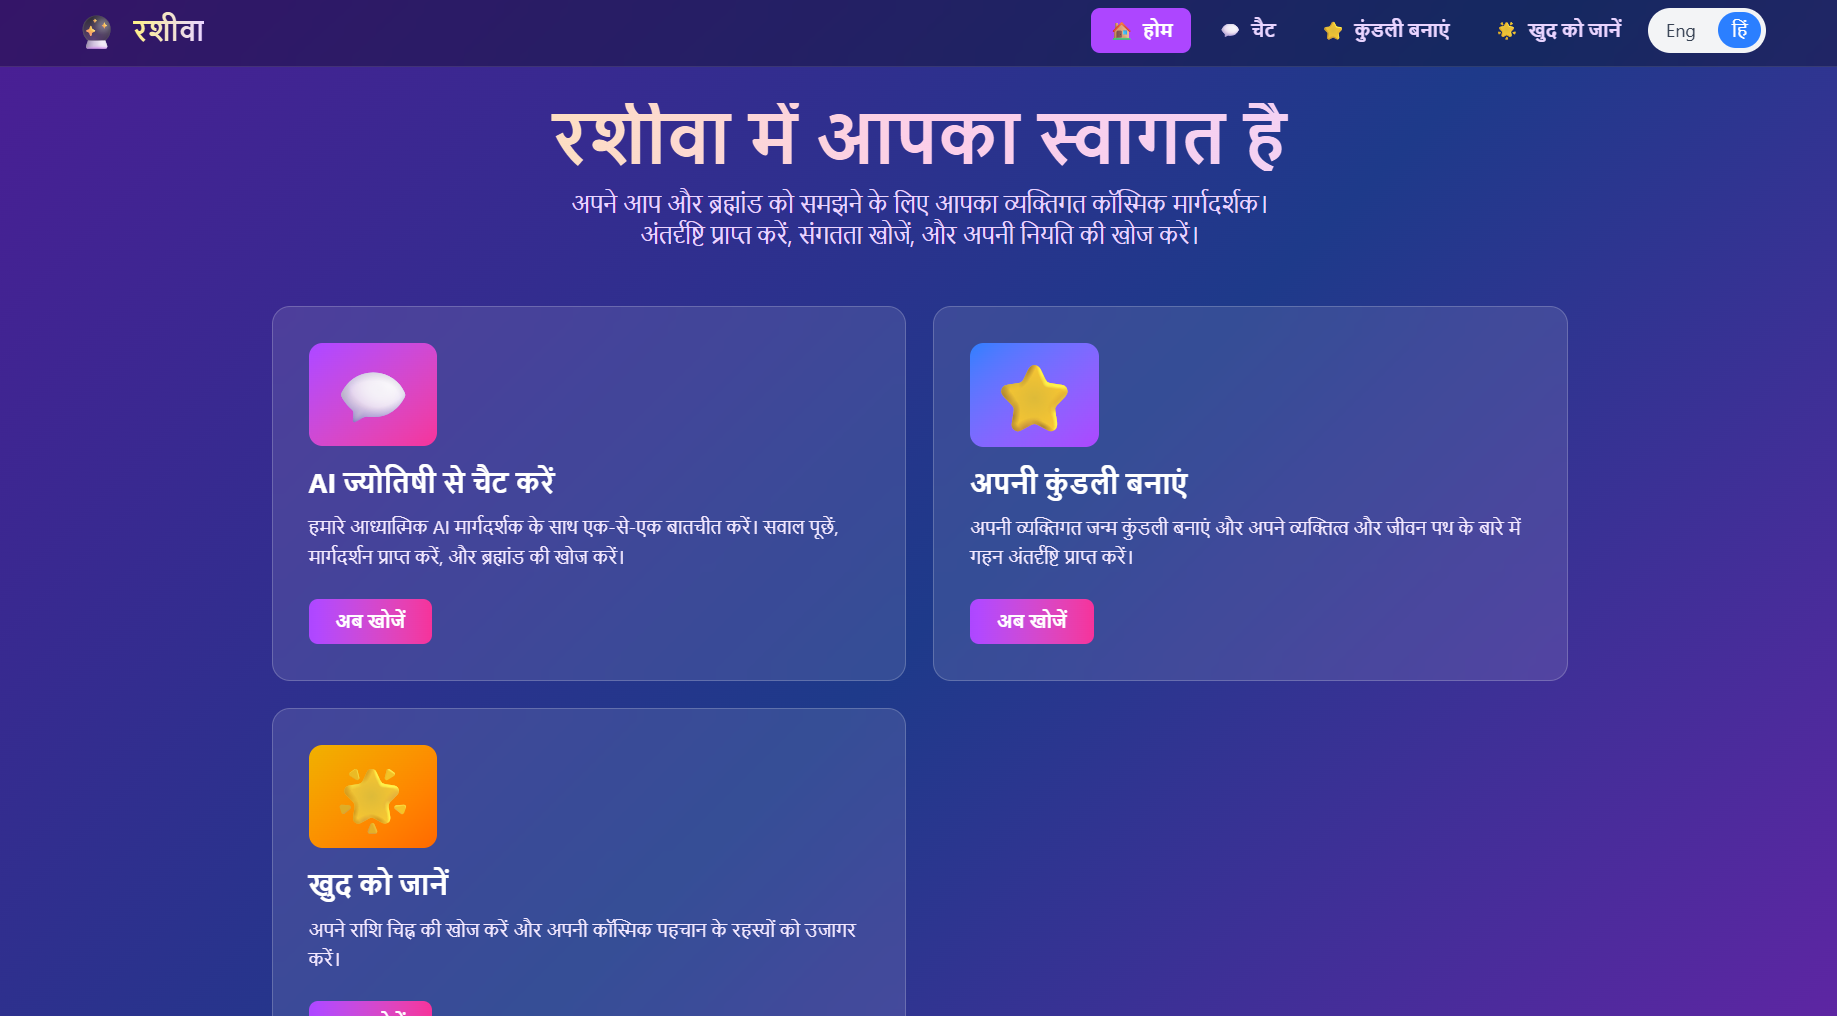 रशीवा
होम
चैट
कुंडली बनाएं
खुद को जानें
Eng
हिं
रशीवा में आपका स्वागत है
अपने आप और ब्रह्मांड को समझने के लिए आपका व्यक्तिगत कॉस्मिक मार्गदर्शक।
अंतर्दृष्टि प्राप्त करें, संगतता खोजें, और अपनी नियति की खोज करें।
AI ज्योतिषी से चैट करें
हमारे आध्यात्मिक AI मार्गदर्शक के साथ एक-से-एक बातचीत करें। सवाल पूछें,
मार्गदर्शन प्राप्त करें, और ब्रह्मांड की खोज करें।
अब खोजें
अपनी कुंडली बनाएं
अपनी व्यक्तिगत जन्म कुंडली बनाएं और अपने व्यक्तित्व और जीवन पथ के बारे में
गहन अंतर्दृष्टि प्राप्त करें।
अब खोजें
खुद को जानें
अपने राशि चिह्न की खोज करें और अपनी कॉस्मिक पहचान के रहस्यों को उजागर
करें।